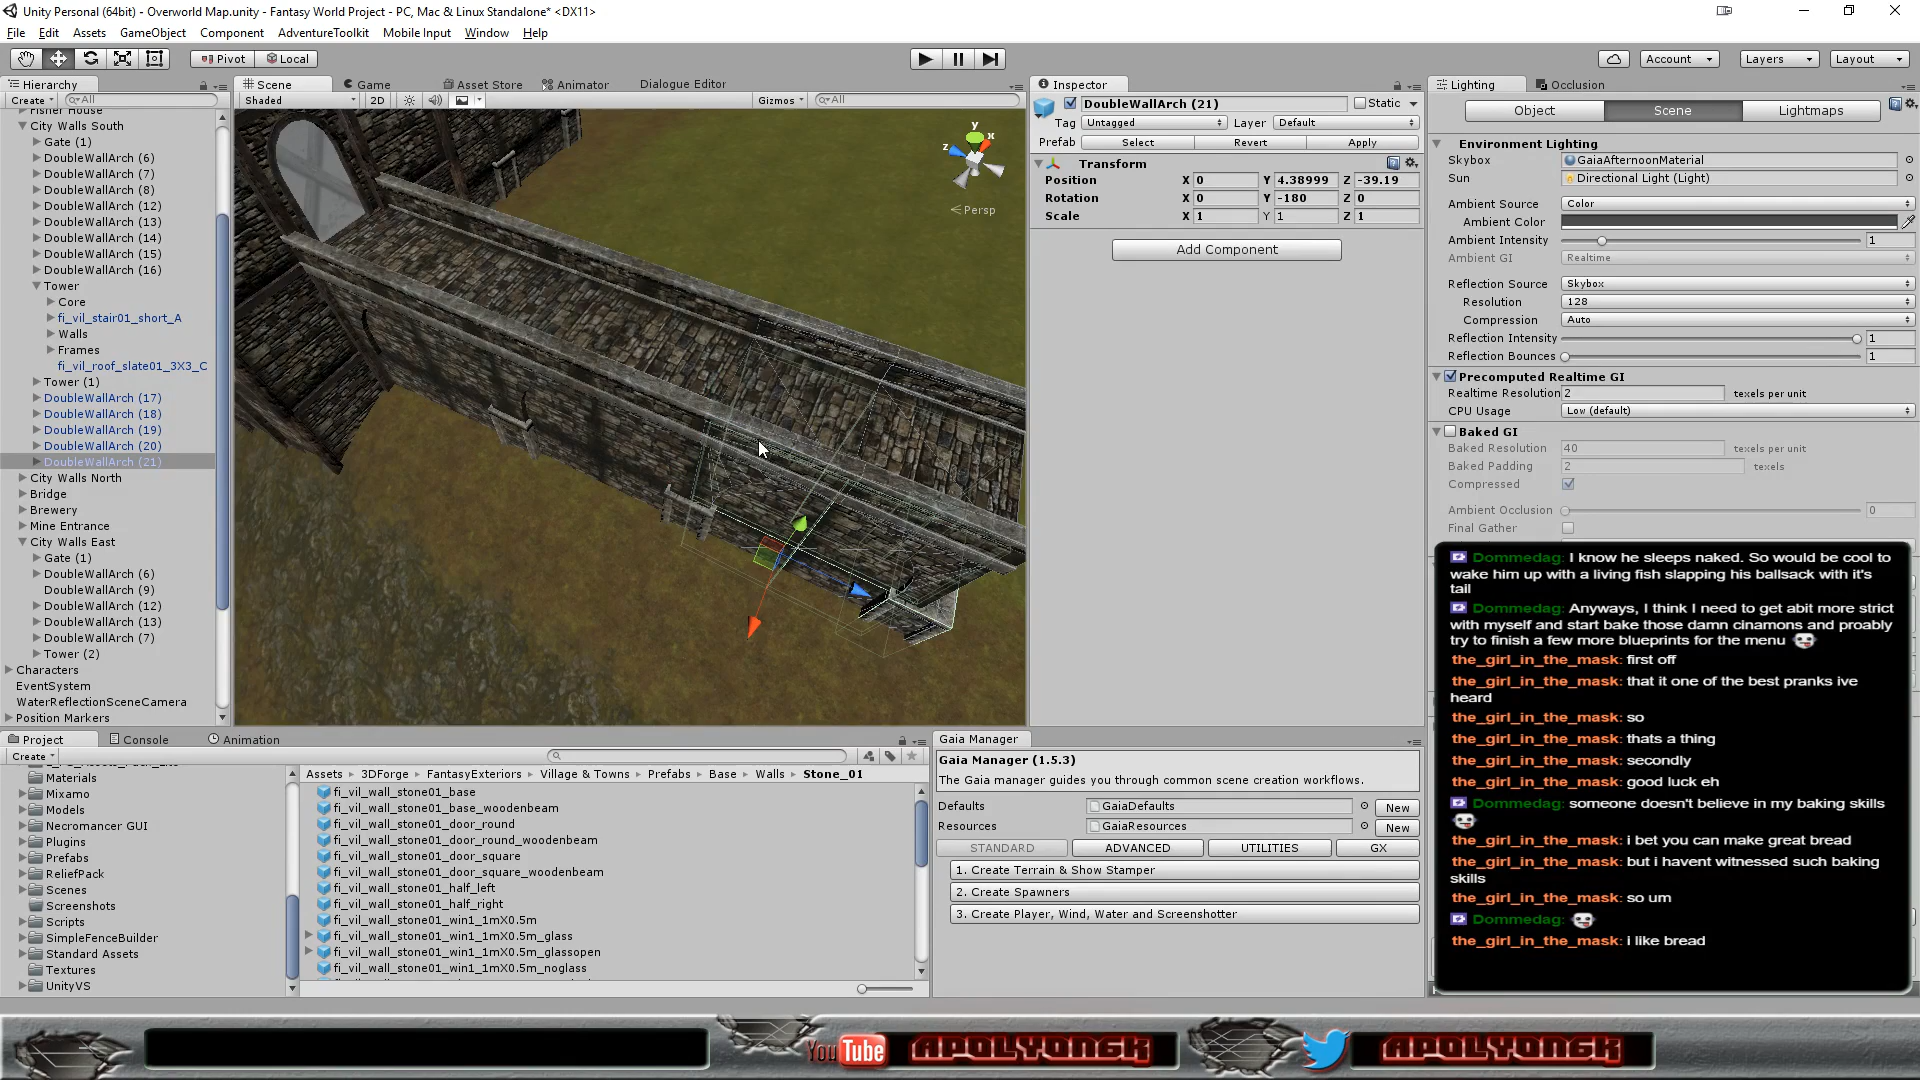 Unity Personal (64bit) - Overworld Map.unity - Fantasy World Project - PC, Mac & Linux Standalone* <DX11>
File Edit Assets GameObject Component AdventureToolkit Mobile Input Window Help
Pivot Local Account Layers Layout
Hierarchy
Create All
Fisher House
City Walls South
Gate (1)
DoubleWallArch (6)
DoubleWallArch (7)
DoubleWallArch (8)
DoubleWallArch (12)
DoubleWallArch (13)
DoubleWallArch (14)
DoubleWallArch (15)
DoubleWallArch (16)
Tower
Core
fi_vil_stair01_short_A
Walls
Frames
fi_vil_roof_slate01_3X3_C
Tower (1)
DoubleWallArch (17)
DoubleWallArch (18)
DoubleWallArch (19)
DoubleWallArch (20)
DoubleWallArch (21)
City Walls North
Bridge
Brewery
Mine Entrance
City Walls East
Gate (1)
DoubleWallArch (6)
DoubleWallArch (9)
DoubleWallArch (12)
DoubleWallArch (13)
DoubleWallArch (7)
Tower (2)
Characters
EventSystem
WaterReflectionSceneCamera
Position Markers
Scene Game Asset Store Animator Dialogue Editor
Shaded 2D Gizmos All
y
x
z
Persp
Inspector
DoubleWallArch (21) Static
Tag Untagged Layer Default
Prefab Select Revert Apply
Transform
Position X 0 Y 4.38999 Z -39.19
Rotation X 0 Y -180 Z 0
Scale X 1 Y 1 Z 1
Add Component
Lighting Occlusion
Object Scene Lightmaps
Environment Lighting
Skybox GaiaAfternoonMaterial
Sun Directional Light (Light)
Ambient Source Color
Ambient Color
Ambient Intensity 1
Ambient GI Realtime
Reflection Source Skybox
Resolution 128
Compression Auto
Reflection Intensity 1
Reflection Bounces 1
Precomputed Realtime GI
Realtime Resolution 2 texels per unit
CPU Usage Low (default)
Baked GI
Baked Resolution 40 texels per unit
Baked Padding 2 texels
Compressed
Ambient Occlusion 0
Final Gather
Dommedag: I know he sleeps naked. So would be cool to
wake him up with a living fish slapping his ballsack with it's
tail
Dommedag: Anyways, I think I need to get abit more strict
with myself and start bake those damn cinamons and proably
try to finish a few more blueprints for the menu
the_girl_in_the_mask: first off
the_girl_in_the_mask: that it one of the best pranks ive
heard
the_girl_in_the_mask: so
the_girl_in_the_mask: thats a thing
the_girl_in_the_mask: secondly
the_girl_in_the_mask: good luck eh
Dommedag: someone doesn't believe in my baking skills
the_girl_in_the_mask: i bet you can make great bread
the_girl_in_the_mask: but i havent witnessed such baking
skills
the_girl_in_the_mask: so um
Dommedag:
the_girl_in_the_mask: i like bread
Project Console Animation
Create
Materials
Mixamo
Models
Necromancer GUI
Plugins
Prefabs
ReliefPack
Scenes
Screenshots
Scripts
SimpleFenceBuilder
Standard Assets
Textures
UnityVS
Assets 3DForge FantasyExteriors Village & Towns Prefabs Base Walls Stone_01
fi_vil_wall_stone01_base
fi_vil_wall_stone01_base_woodenbeam
fi_vil_wall_stone01_door_round
fi_vil_wall_stone01_door_round_woodenbeam
fi_vil_wall_stone01_door_square
fi_vil_wall_stone01_door_square_woodenbeam
fi_vil_wall_stone01_half_left
fi_vil_wall_stone01_half_right
fi_vil_wall_stone01_win1_1mX0.5m
fi_vil_wall_stone01_win1_1mX0.5m_glass
fi_vil_wall_stone01_win1_1mX0.5m_glassopen
fi_vil_wall_stone01_win1_1mX0.5m_noglass
Gaia Manager
Gaia Manager (1.5.3)
The Gaia manager guides you through common scene creation workflows.
Defaults GaiaDefaults New
Resources GaiaResources New
STANDARD ADVANCED UTILITIES GX
1. Create Terrain & Show Stamper
2. Create Spawners
3. Create Player, Wind, Water and Screenshotter
YouTube APOLYONGK APOLYONGK